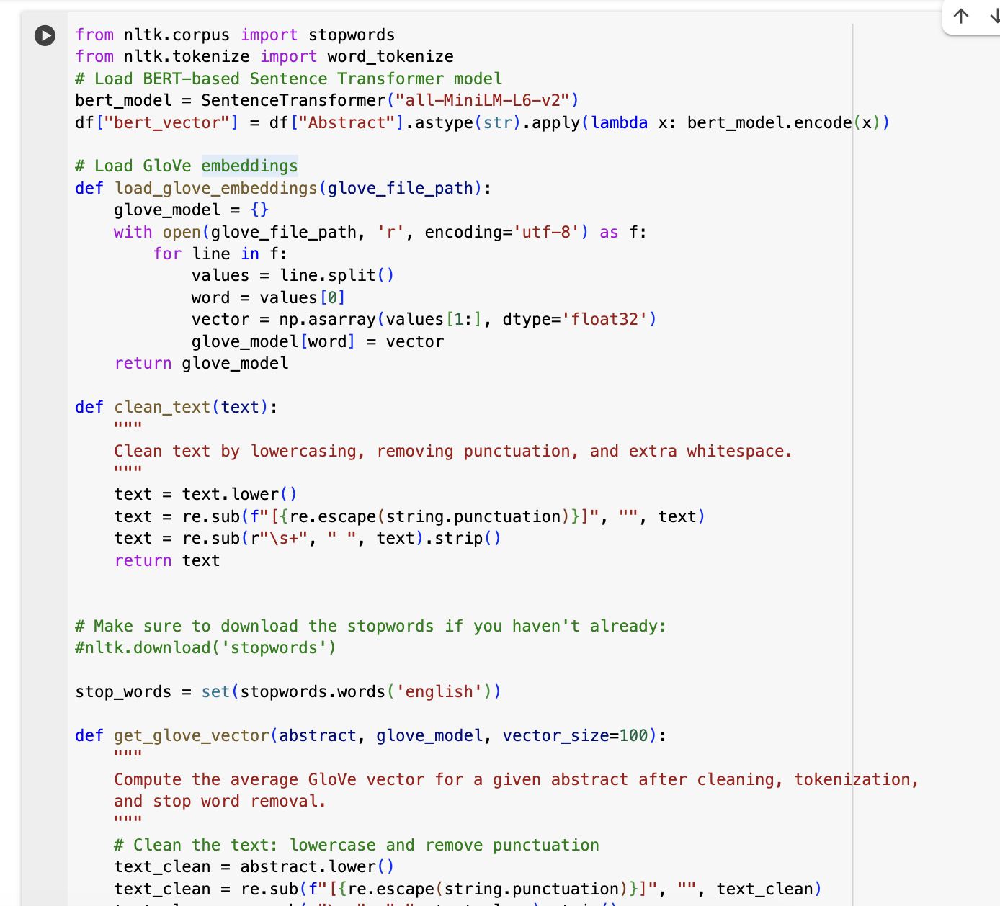 from nltk.corpus import stopwords
from nltk.tokenize import word_tokenize
# Load BERT-based Sentence Transformer model
bert_model = SentenceTransformer("all-MiniLM-L6-v2")
df["bert_vector"] = df["Abstract"].astype(str).apply(lambda x: bert_model.encode(x))

# Load GloVe embeddings
def load_glove_embeddings(glove_file_path):
    glove_model = {}
    with open(glove_file_path, 'r', encoding='utf-8') as f:
        for line in f:
            values = line.split()
            word = values[0]
            vector = np.asarray(values[1:], dtype='float32')
            glove_model[word] = vector
    return glove_model

def clean_text(text):
    """
    Clean text by lowercasing, removing punctuation, and extra whitespace.
    """
    text = text.lower()
    text = re.sub(f"[{re.escape(string.punctuation)}]", "", text)
    text = re.sub(r"\s+", " ", text).strip()
    return text


# Make sure to download the stopwords if you haven't already:
#nltk.download('stopwords')

stop_words = set(stopwords.words('english'))

def get_glove_vector(abstract, glove_model, vector_size=100):
    """
    Compute the average GloVe vector for a given abstract after cleaning, tokenization,
    and stop word removal.
    """
    # Clean the text: lowercase and remove punctuation
    text_clean = abstract.lower()
    text_clean = re.sub(f"[{re.escape(string.punctuation)}]", "", text_clean)